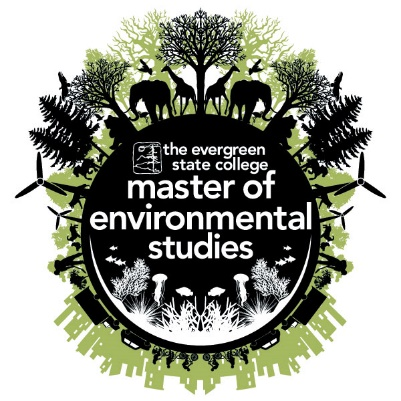 the evergreen
state college
master of
environmental
studies